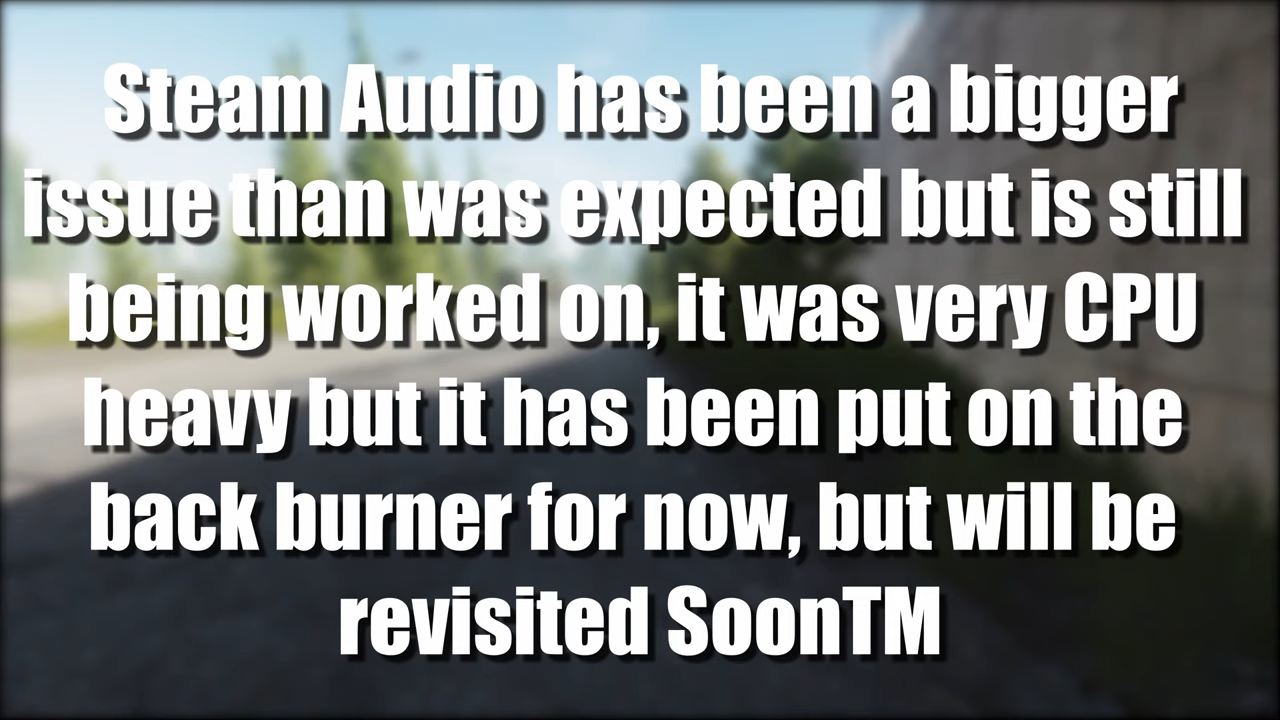 Steam Audio has been a bigger
issue than was expected but is still
being worked on, it was very CPU
heavy but it has been put on the
back burner for now, but will be
revisited SoonTM